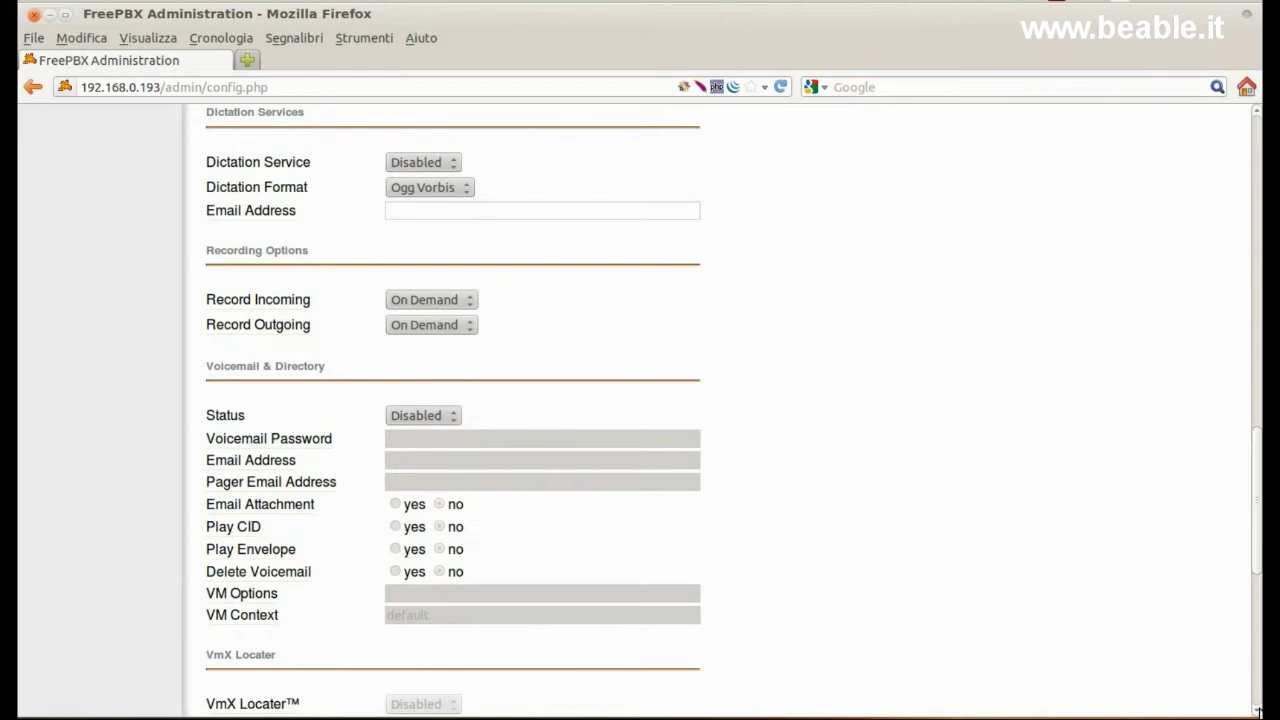 FreePBX Administration - Mozilla Firefox
www.beable.it
File Modifica Visualizza Cronologia Segnalibri Strumenti Aiuto
FreePBX Administration
192.168.0.193/admin/config.php
Google
Dictation Services
Dictation Service Disabled
Dictation Format Ogg Vorbis
Email Address
Recording Options
Record Incoming On Demand
Record Outgoing On Demand
Voicemail & Directory
Status Disabled
Voicemail Password
Email Address
Pager Email Address
Email Attachment yes no
Play CID yes no
Play Envelope yes no
Delete Voicemail yes no
VM Options
VM Context default
VmX Locater
VmX Locater™ Disabled